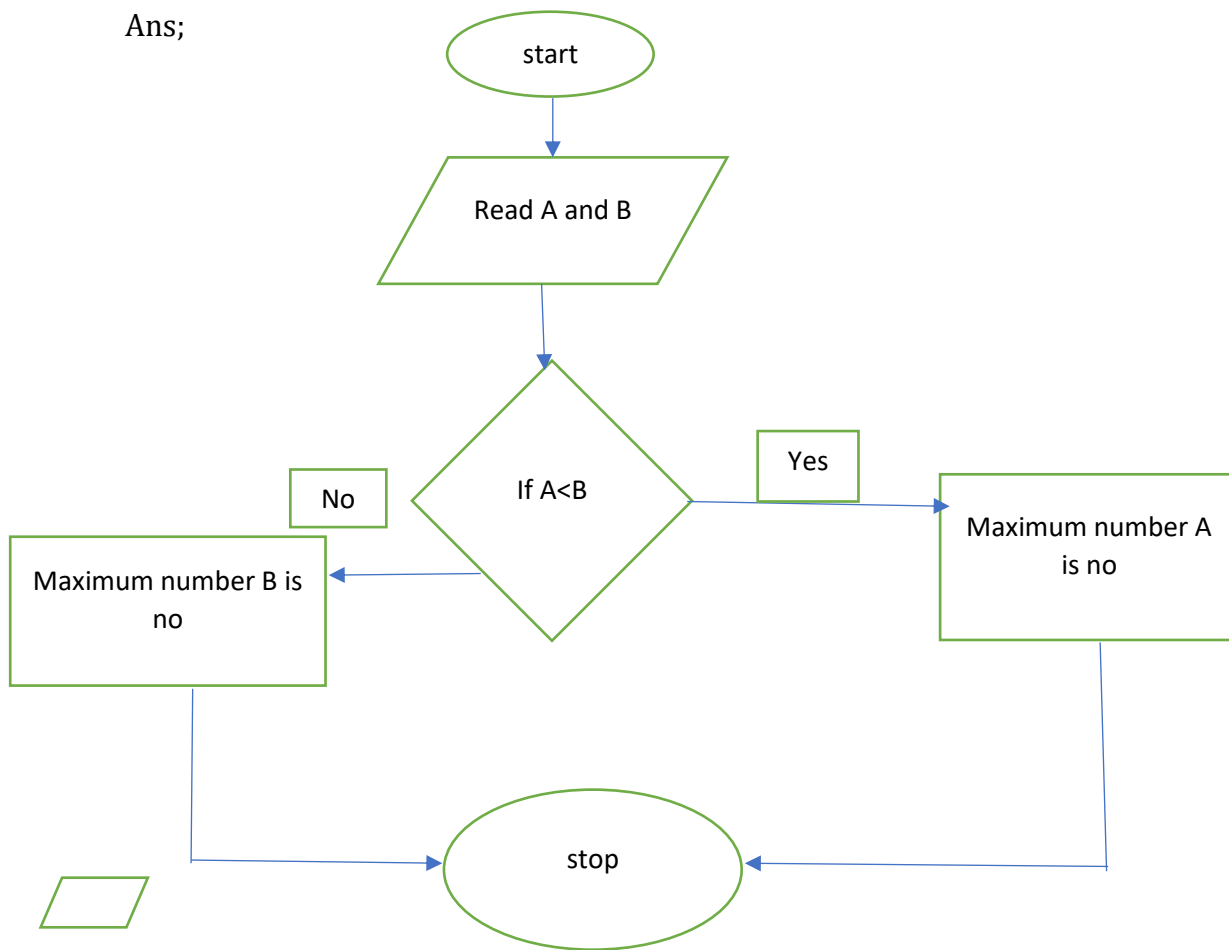 Ans;
start
Read A and B
If A<B
Yes
No
Maximum number A
is no
Maximum number B is
no
stop